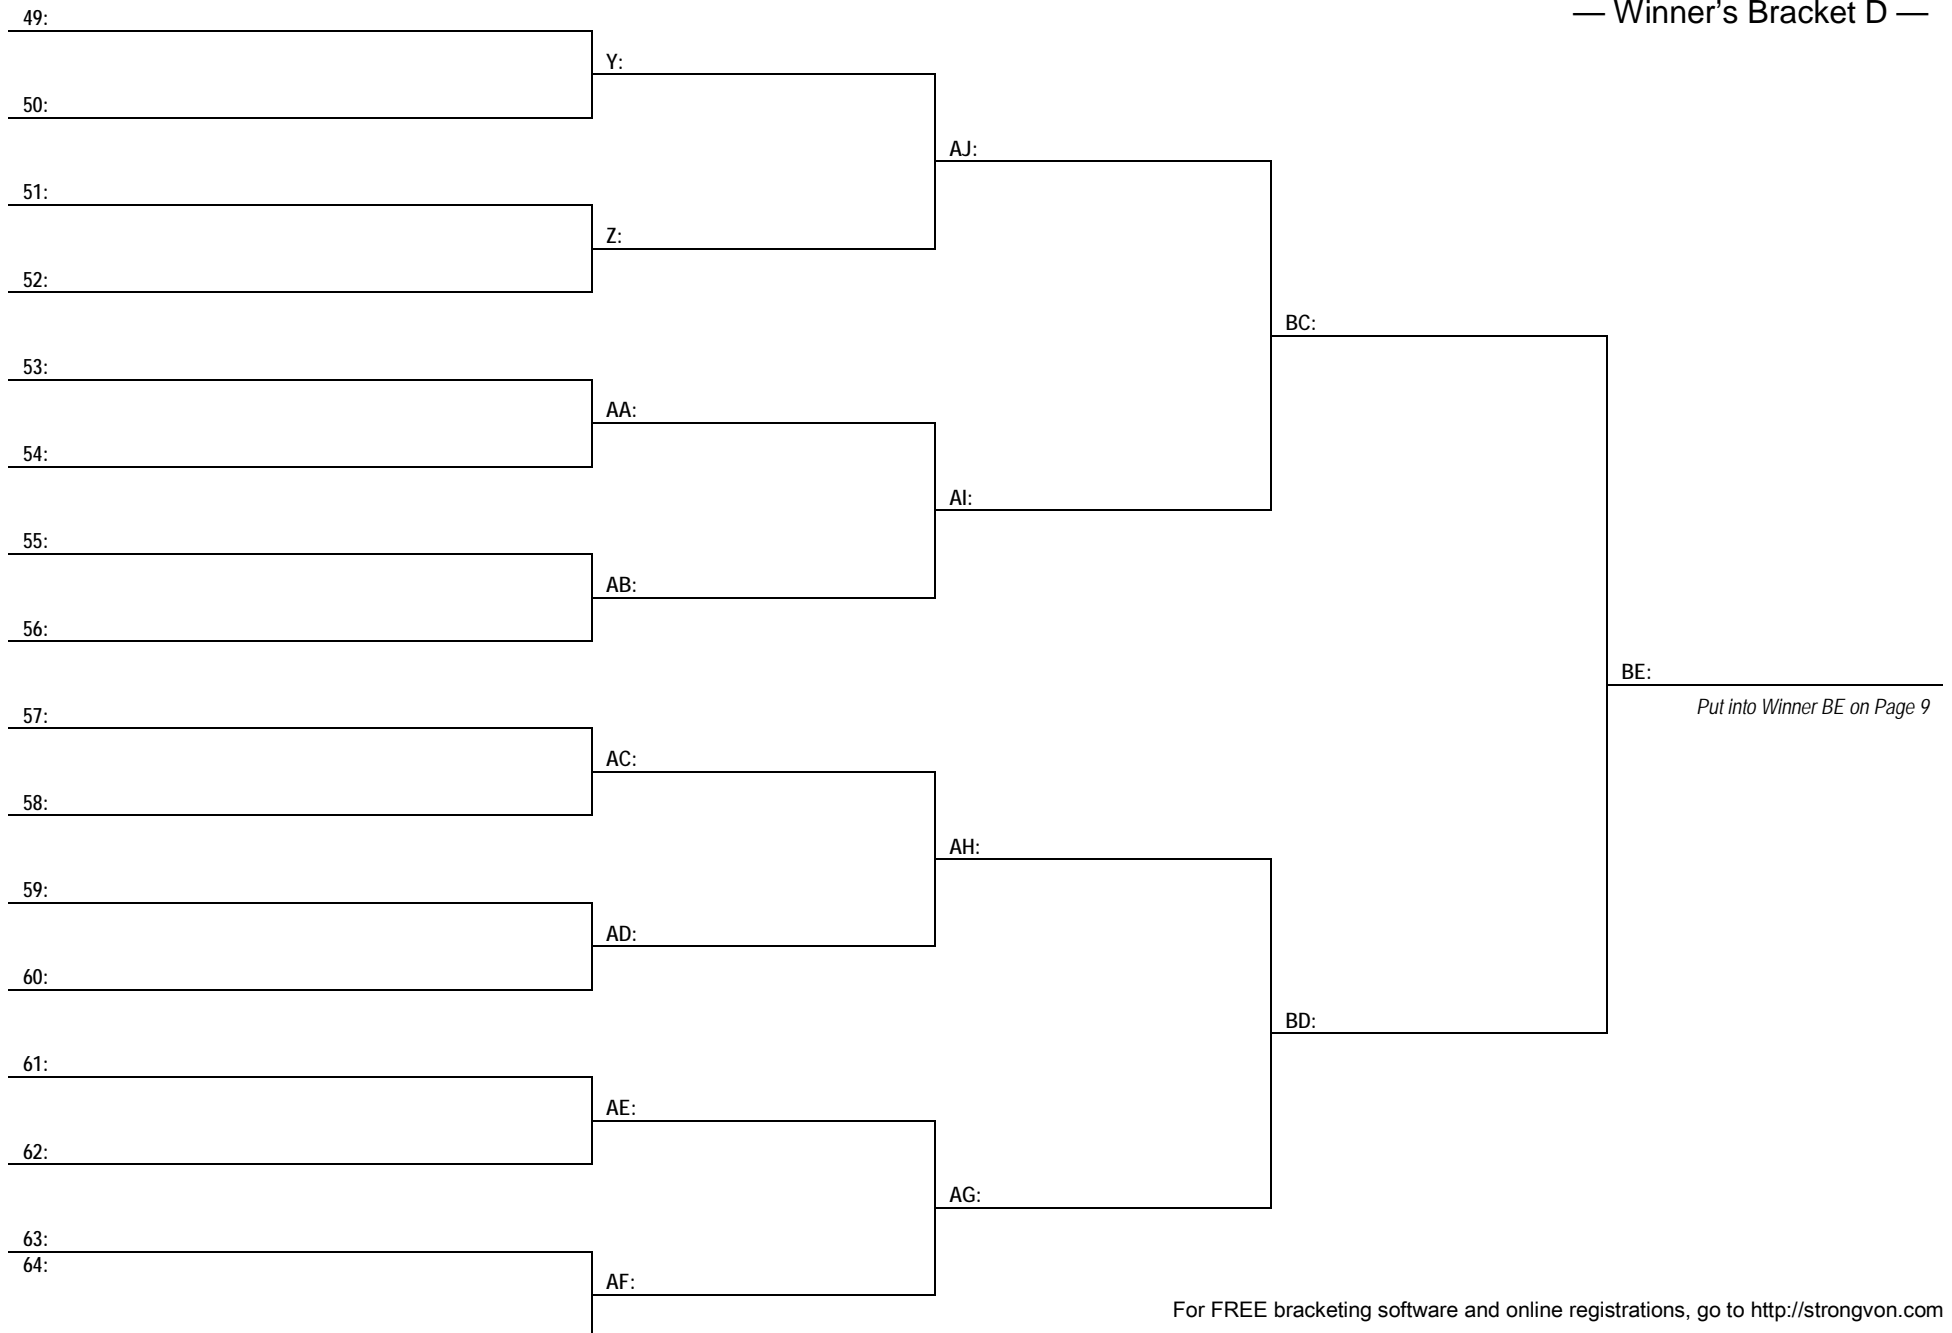 — Winner's Bracket D —
49:
Y:
50:
AJ:
51:
Z:
52:
BC:
53:
AA:
54:
AI:
55:
AB:
56:
BE:
Put into Winner BE on Page 9
57:
AC:
58:
AH:
59:
AD:
60:
BD:
61:
AE:
62:
AG:
63:
64:
AF:
For FREE bracketing software and online registrations, go to http://strongvon.com